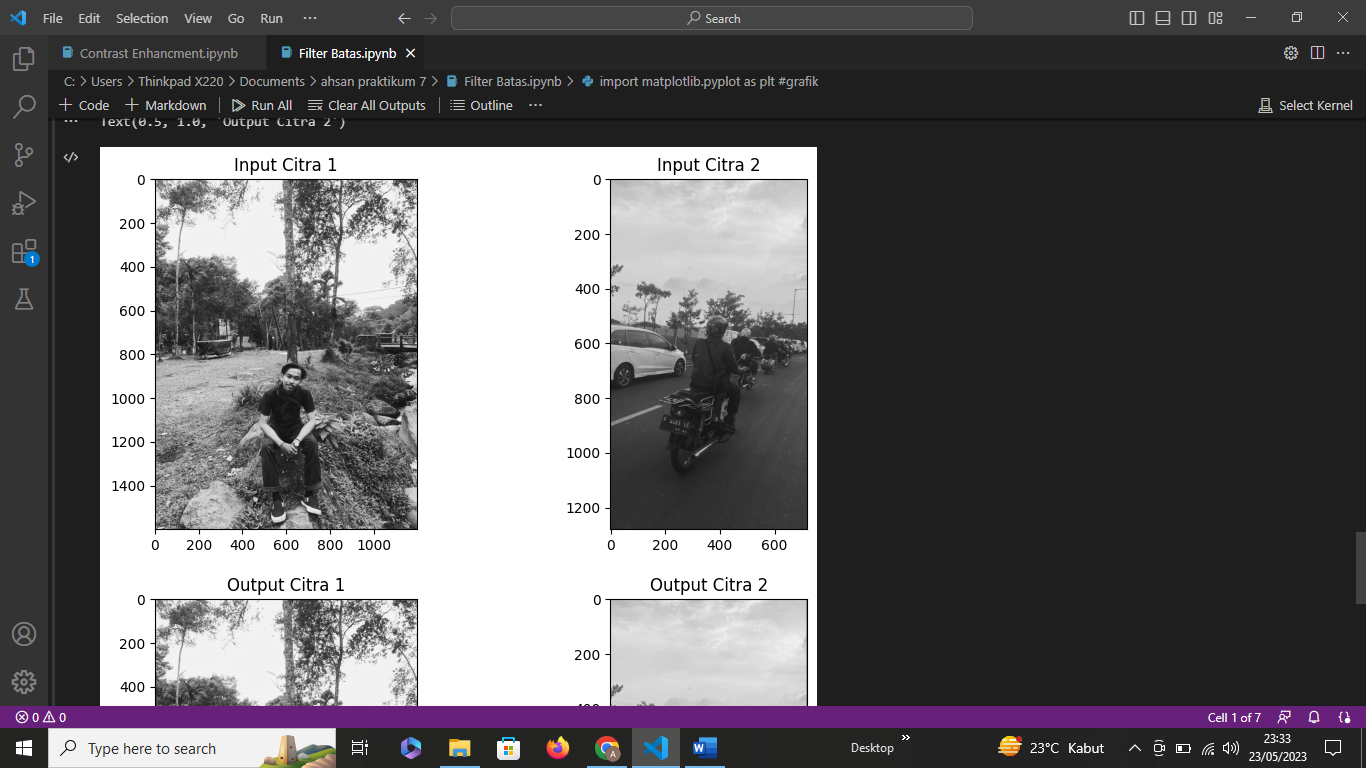 File Edit Selection View Go Run ··· Search
Contrast Enhancment.ipynb Filter Batas.ipynb
C: > Users > Thinkpad X220 > Documents > ahsan praktikum 7 > Filter Batas.ipynb > import matplotlib.pyplot as plt #grafik
+ Code + Markdown Run All Clear All Outputs Outline ··· Select Kernel
Text(0.5, 1.0, 'Output Citra 2')
Input Citra 1 Input Citra 2
0 0
200 200
400 400
600 600
800 800
1000 1000
1200 1200
1400
0 200 400 600 800 1000 0 200 400 600
Output Citra 1 Output Citra 2
0 0
200 200
400 400
1
0 0 Cell 1 of 7
Type here to search Desktop 23°C Kabut 23:33
23/05/2023